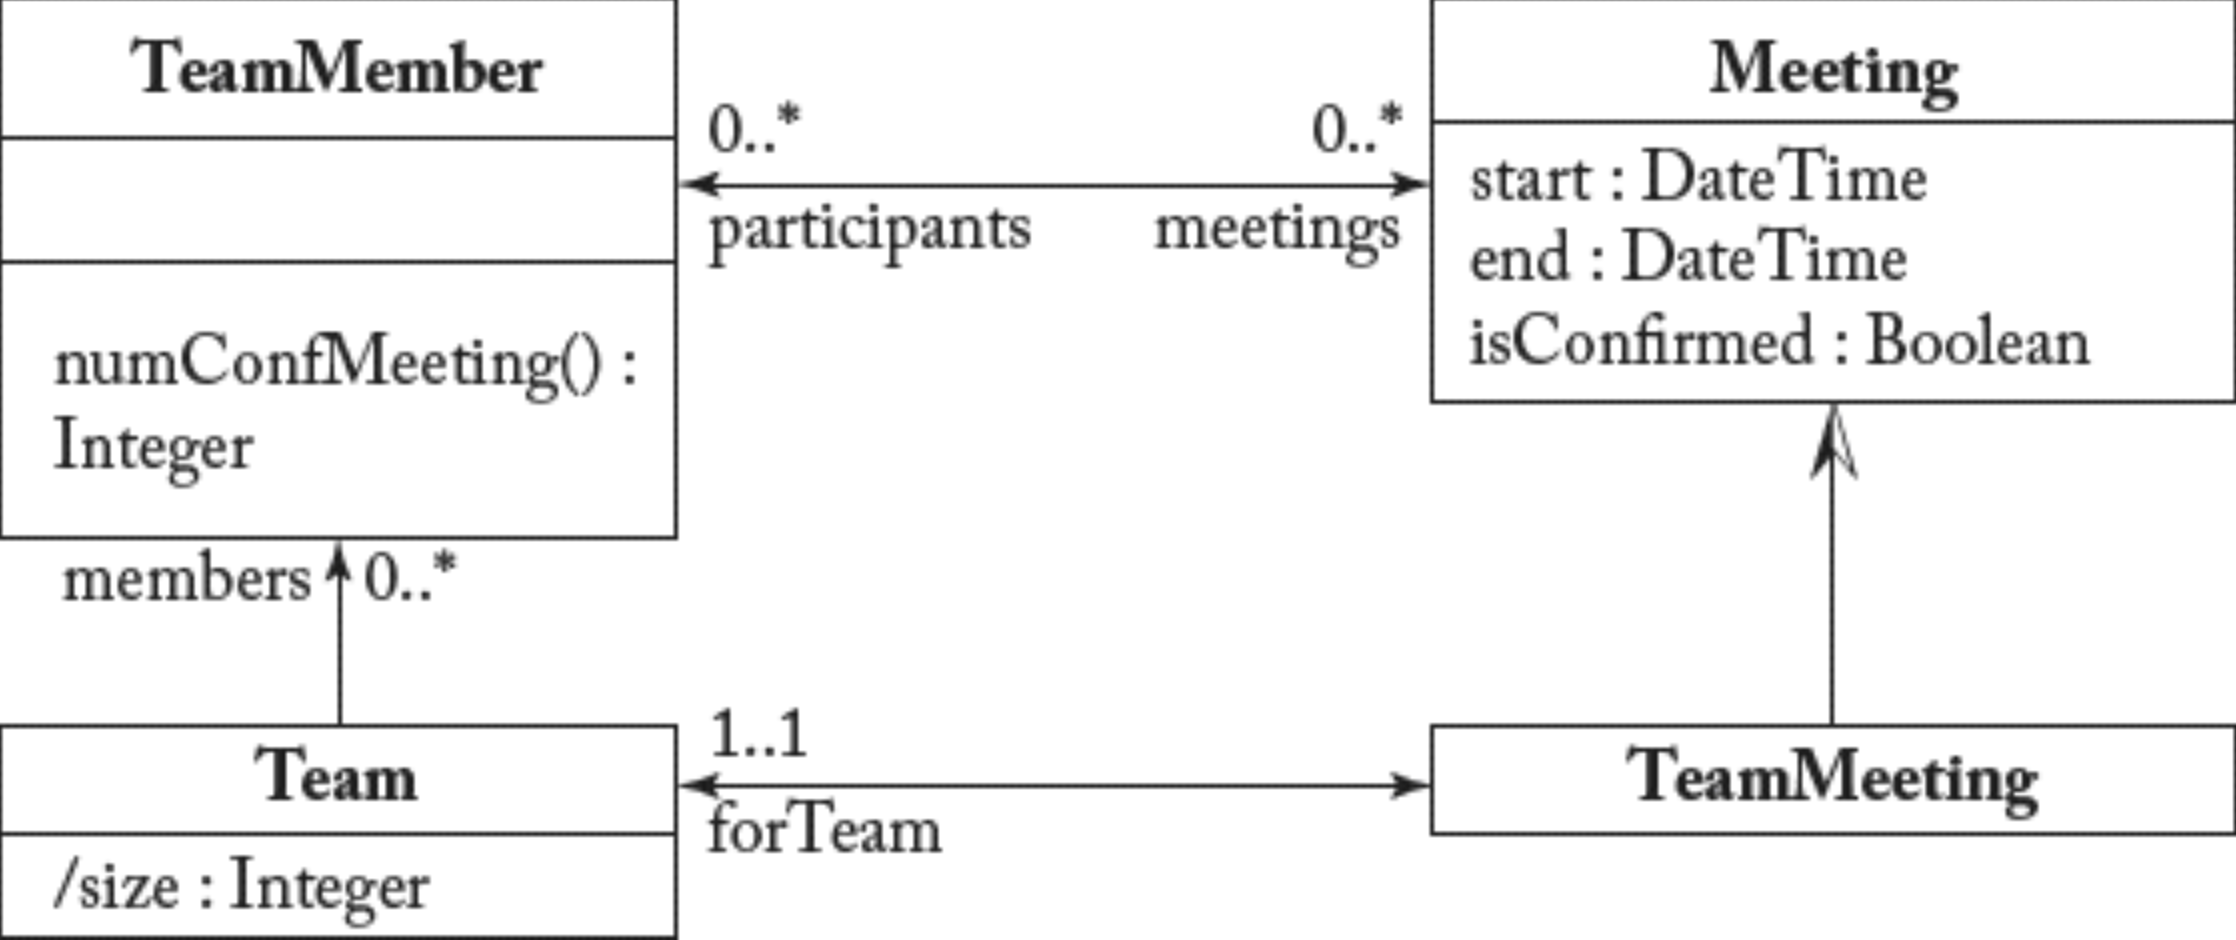 TeamMember
numConfMeeting() :
Integer
0..*
participants
0..*
meetings
Meeting
start : DateTime
end : DateTime
isConfirmed : Boolean
members
0..*
Team
/size : Integer
1..1
forTeam
TeamMeeting